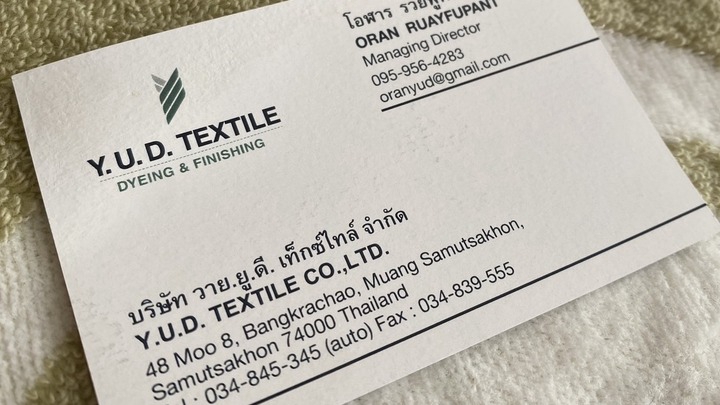 Y.U.D. TEXTILE
DYEING & FINISHING
โอฬาร
ORAN RUAYFUPANT
Managing Director
095-956-4283
oranyud@gmail.com
บริษัท วาย.ยู.ดี. เท็กซ์ไทล์ จำกัด
Y.U.D. TEXTILE CO.,LTD.
48 Moo 8, Bangkrachao, Muang Samutsakhon,
Samutsakhon 74000 Thailand
: 034-845-345 (auto) Fax : 034-839-555